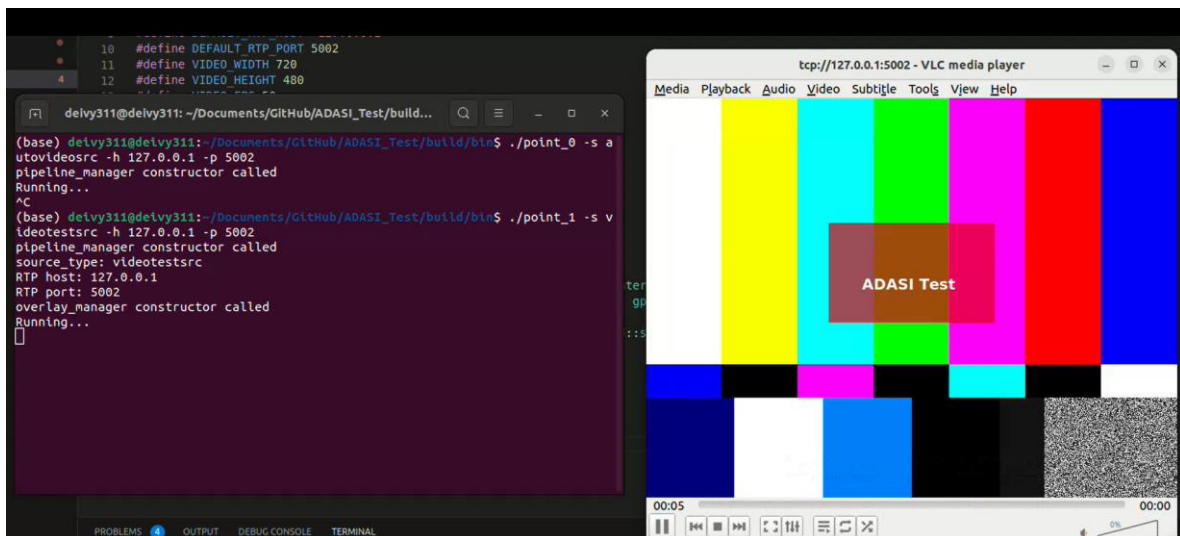 10 #define DEFAULT_RTP_PORT 5002
11 #define VIDEO_WIDTH 720
4 12 #define VIDEO_HEIGHT 480
deivy311@deivy311: ~/Documents/GitHub/ADASI_Test/build...
(base) deivy311@deivy311:~/Documents/GitHub/ADASI_Test/build/bin$ ./point_0 -s a
utovideosrc -h 127.0.0.1 -p 5002
pipeline_manager constructor called
Running...
^C
(base) deivy311@deivy311:~/Documents/GitHub/ADASI_Test/build/bin$ ./point_1 -s v
ideotestsrc -h 127.0.0.1 -p 5002
pipeline_manager constructor called
source_type: videotestsrc
RTP host: 127.0.0.1
RTP port: 5002
overlay_manager constructor called
Running...
ter
gp
::s
PROBLEMS 4 OUTPUT DEBUG CONSOLE TERMINAL
tcp://127.0.0.1:5002 - VLC media player
Media Playback Audio Video Subtitle Tools View Help
ADASI Test
00:05 00:00
0%